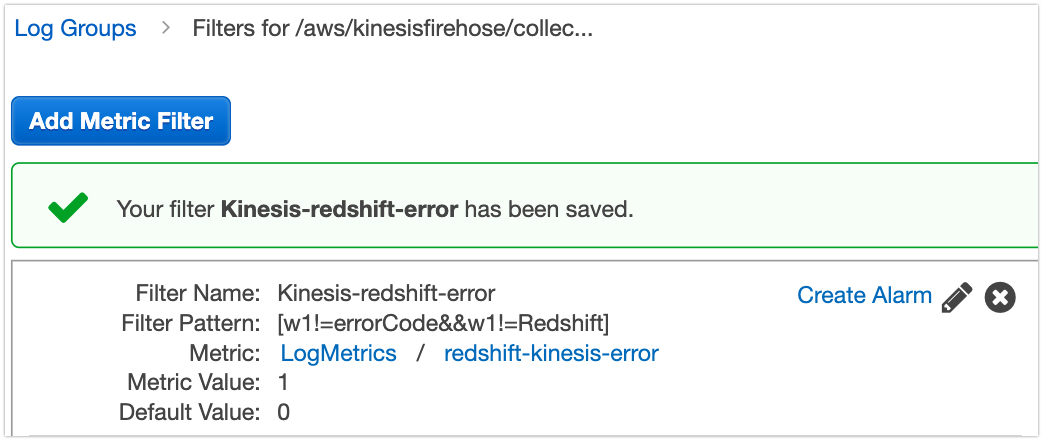 Log Groups > Filters for /aws/kinesisfirehose/collec...
Add Metric Filter
Your filter Kinesis-redshift-error has been saved.
Filter Name: Kinesis-redshift-error
Create Alarm
Filter Pattern: [w1!=errorCode&&w1!=Redshift]
Metric: LogMetrics / redshift-kinesis-error
Metric Value: 1
Default Value: 0